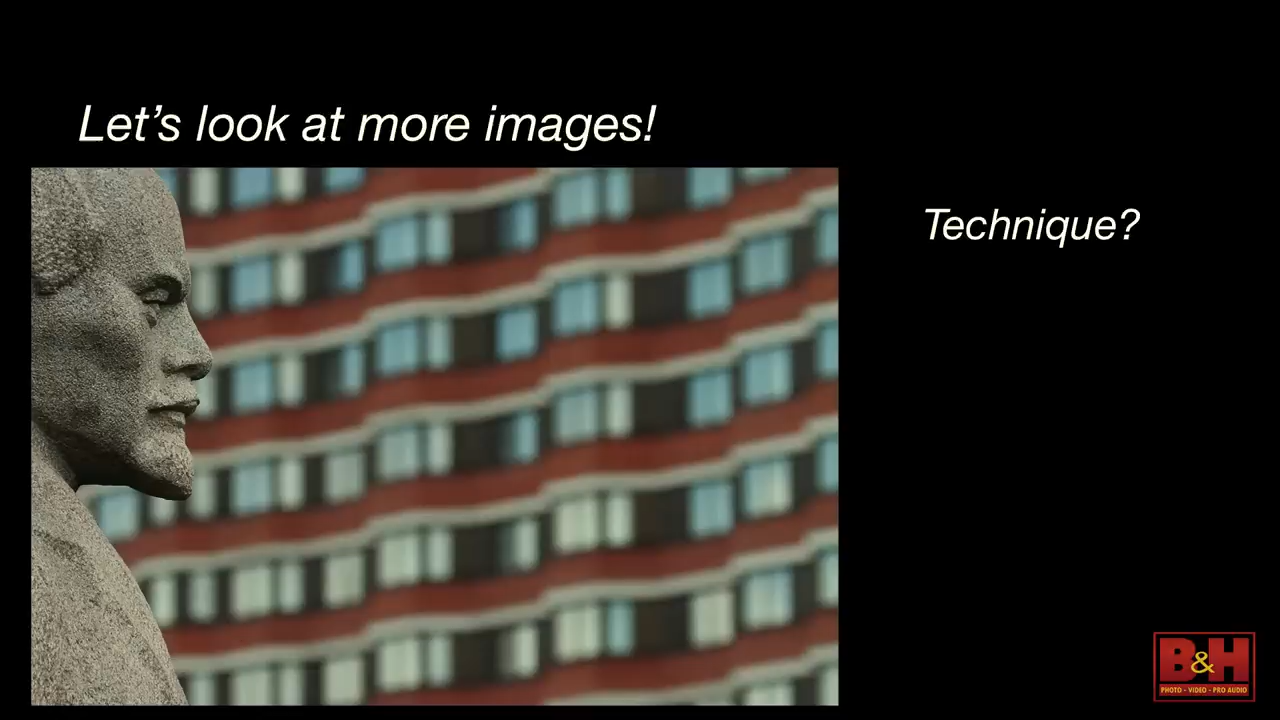 Let's look at more images!
Technique?
B&H
PHOTO - VIDEO - PRO AUDIO